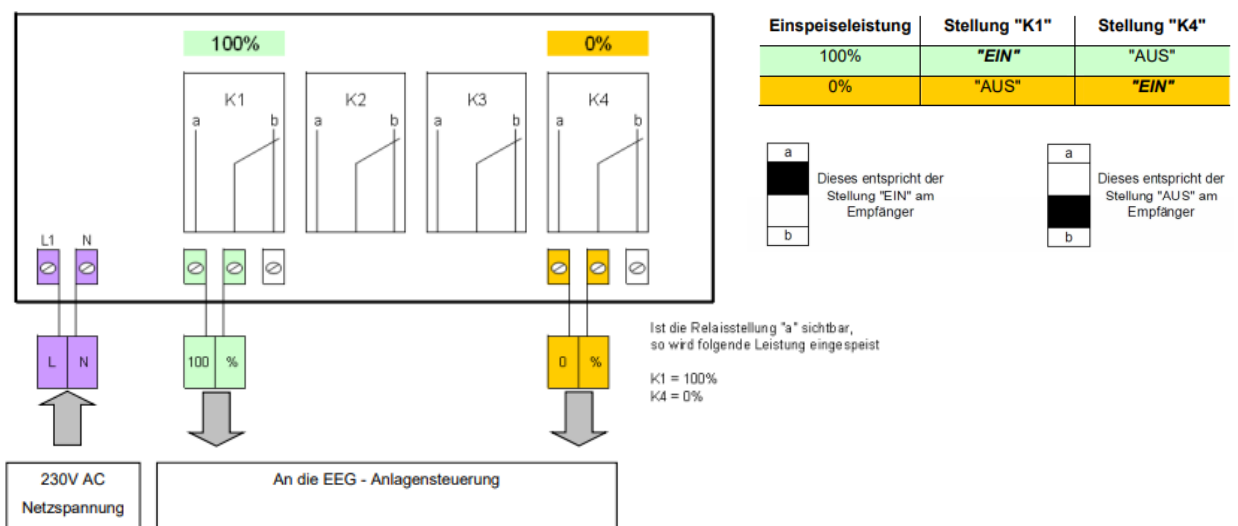 100%
0%
K1
a
b
K2
a
b
K3
a
b
K4
a
b
L1
N
L
N
100
%
0
%
230V AC
Netzspannung
An die EEG - Anlagensteuerung
Einspeiseleistung Stellung "K1" Stellung "K4"
100% "EIN" "AUS"
0% "AUS" "EIN"
a
b
Dieses entspricht der
Stellung "EIN" am
Empfänger
a
b
Dieses entspricht der
Stellung "AUS" am
Empfänger
Ist die Relaisstellung "a" sichtbar,
so wird folgende Leistung eingespeist
K1 = 100%
K4 = 0%